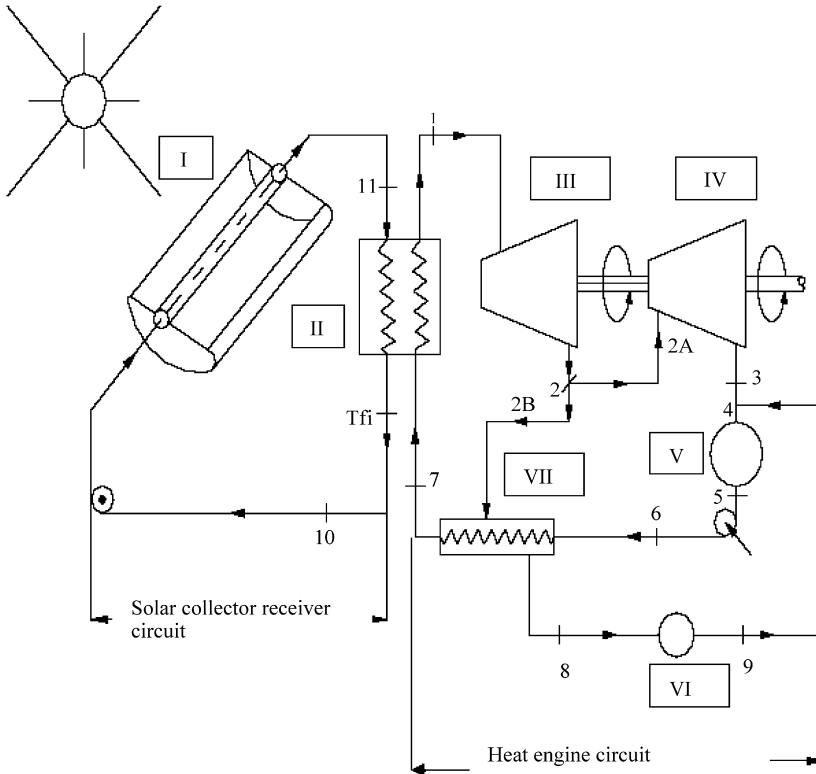 I
1
III
IV
11
II
2A
2
3
Tfi
2B
4
VII
V
7
5
6
10
Solar collector receiver
circuit
8
9
VI
Heat engine circuit